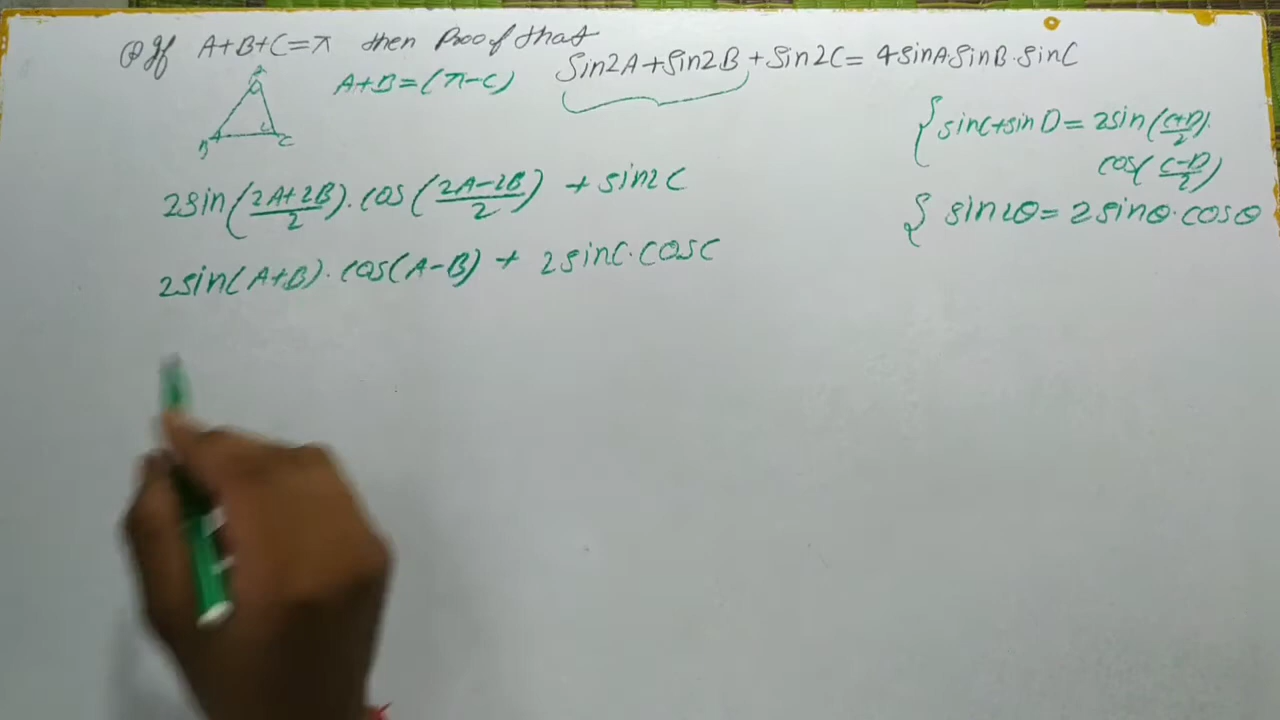 Q If A+B+C=π then Proof that
Sin2A+Sin2B+Sin2C= 4sinA SinB·SinC
A+B=(π-C)
A
B C
{sinC+sin D= 2sin(C+D/2).
cos(C-D/2)
{ sin2θ= 2sinθ·cosθ
2sin(2A+2B/2).cos(2A-2B/2) + sin2C
2sin(A+B).cos(A-B)+ 2sinC.cosC